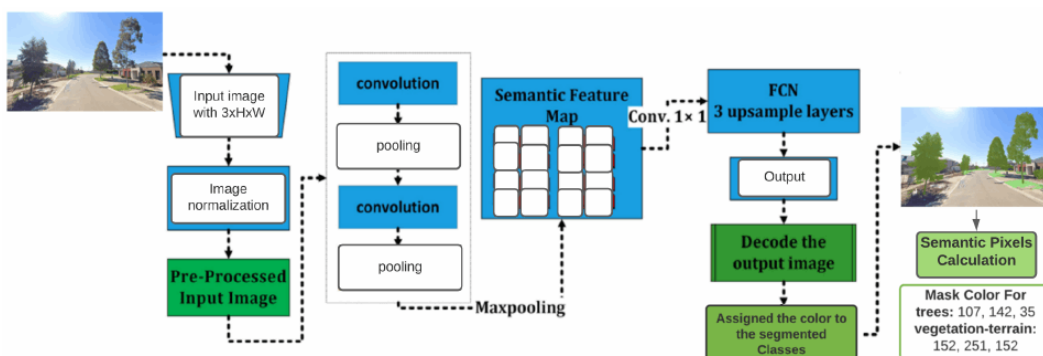 Input image
with 3xHxW
Image
normalization
Pre-Processed
Input Image
convolution
pooling
convolution
pooling
Maxpooling
Semantic Feature
Map
Conv. 1× 1
FCN
3 upsample layers
Output
Decode the
output image
Assigned the color to
the segmented
Classes
Semantic Pixels
Calculation
Mask Color For
trees: 107, 142, 35
vegetation-terrain:
152, 251, 152